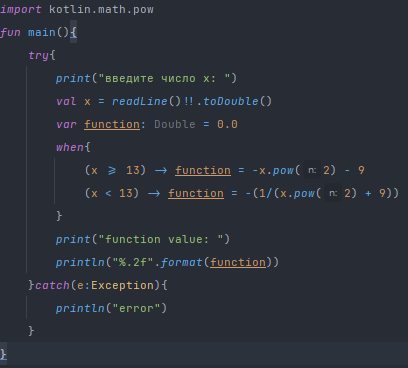 import kotlin.math.pow
fun main(){
try{
print("введите число x: ")
val x = readLine()!!.toDouble()
var function: Double = 0.0
when{
(x >= 13) -> function = -x.pow( n: 2) - 9
(x < 13) -> function = -(1/(x.pow( n: 2) + 9))
}
print("function value: ")
println("%.2f".format(function))
}catch(e:Exception){
println("error")
}
}